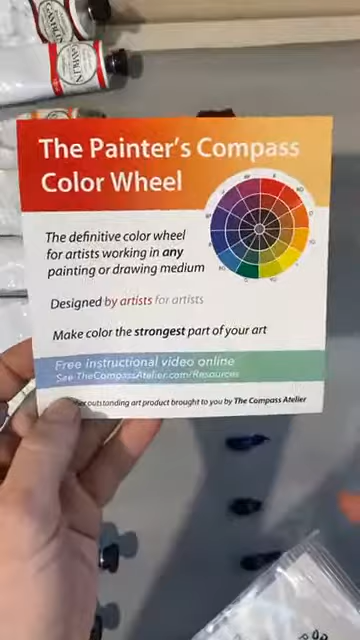 GAMBLIN
GAMBLIN
The Painter's Compass
Color Wheel
The definitive color wheel
for artists working in any
painting or drawing medium
Designed by artists for artists
Make color the strongest part of your art
Free instructional video online
See TheCompassAtelier.com/Resources
outstanding art product brought to you by The Compass Atelier